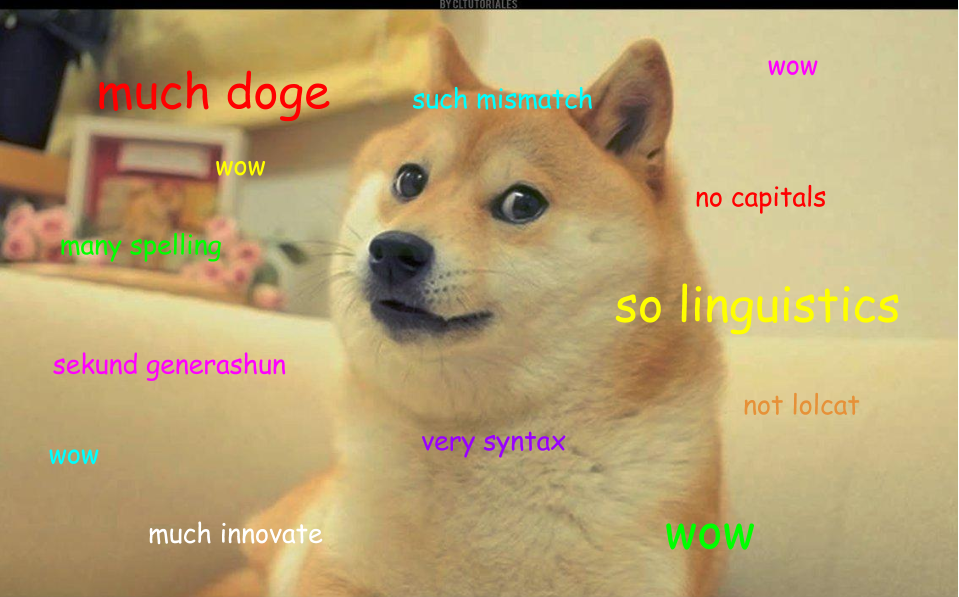 BYCLTUTORIALES
wow
much doge
such mismatch
wow
no capitals
many spelling
so linguistics
sekund generashun
not lolcat
very syntax
wow
much innovate
wow